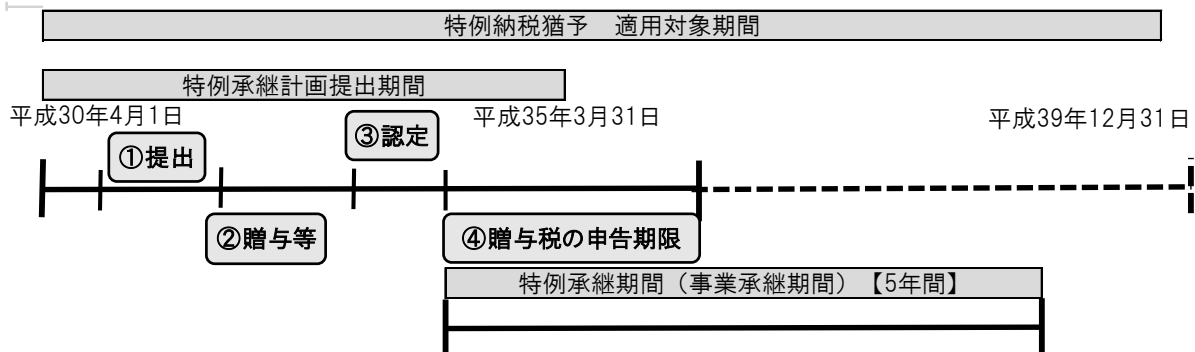 特例納税猶予　適用対象期間
特例承継計画提出期間
平成30年4月1日
平成35年3月31日
平成39年12月31日
①提出
③認定
②贈与等
④贈与税の申告期限
特例承継期間（事業承継期間）【5年間】